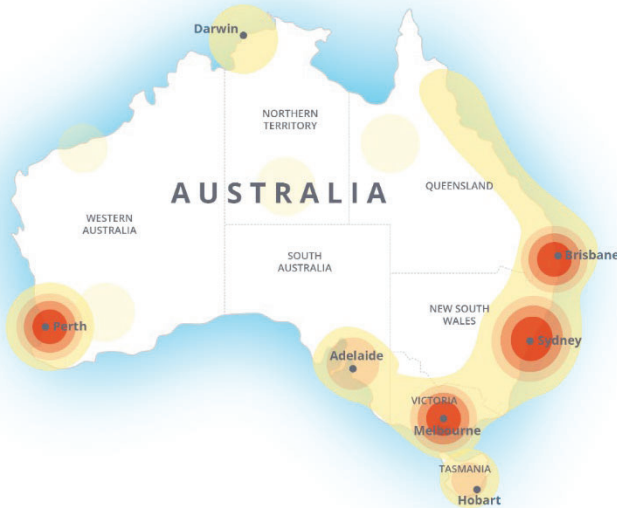 Darwin
NORTHERN
TERRITORY
AUSTRALIA
QUEENSLAND
WESTERN
AUSTRALIA
SOUTH
AUSTRALIA
Brisbane
NEW SOUTH
WALES
Perth
Sydney
Adelaide
VICTORIA
Melbourne
TASMANIA
Hobart